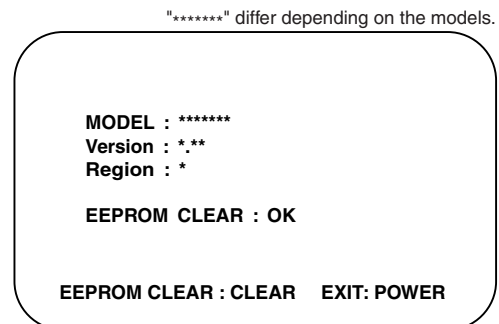 "*******" differ depending on the models.
MODEL : *******
Version : *.**
Region : *
EEPROM CLEAR : OK
EEPROM CLEAR : CLEAR EXIT: POWER